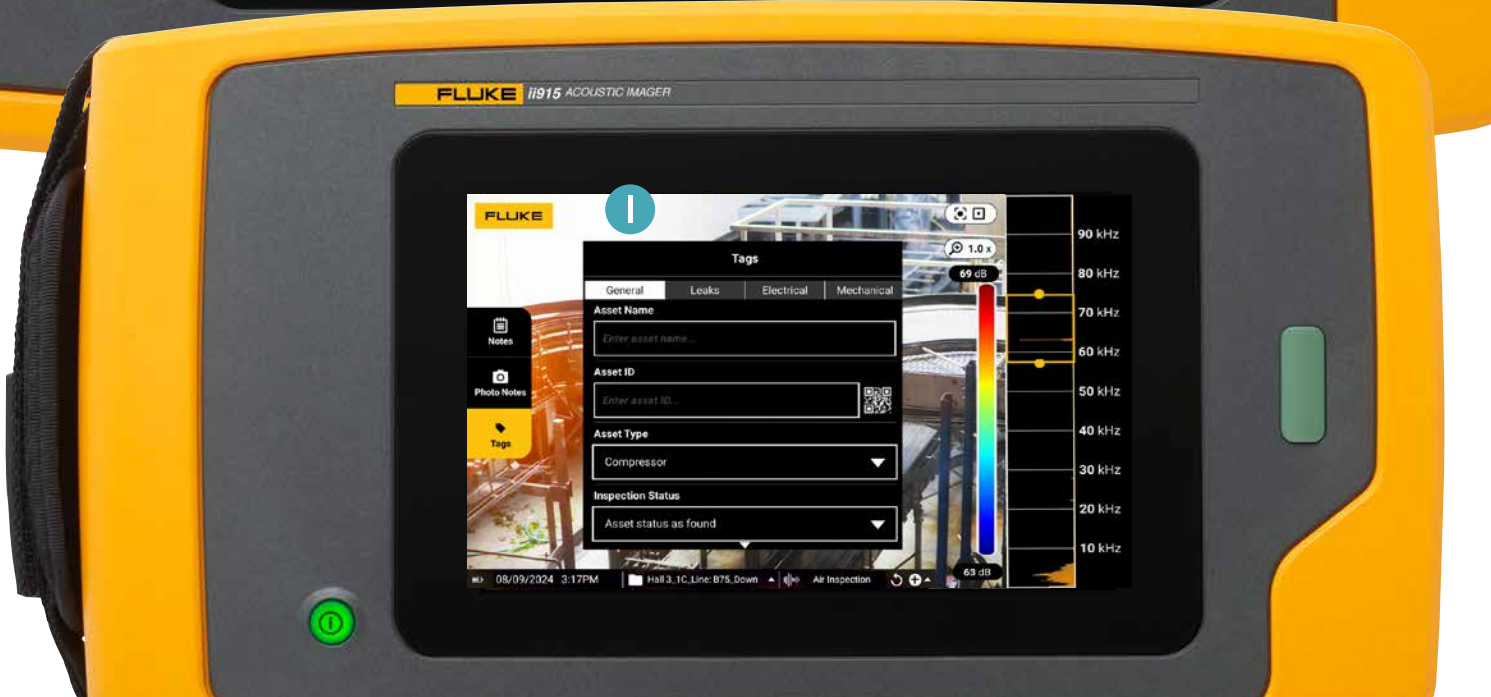 FLUKE ii915 ACOUSTIC IMAGER
FLUKE
I
1.0 x
69 dB
Tags
General Leaks Electrical Mechanical
Asset Name
Enter asset name...
Asset ID
Enter asset ID...
Asset Type
Compressor
Inspection Status
Asset status as found
Notes
Photo Notes
Tags
90 kHz
80 kHz
70 kHz
60 kHz
50 kHz
40 kHz
30 kHz
20 kHz
10 kHz
63 dB
08/09/2024 3:17PM Hall 3_1C_Line: B75_Down Air Inspection